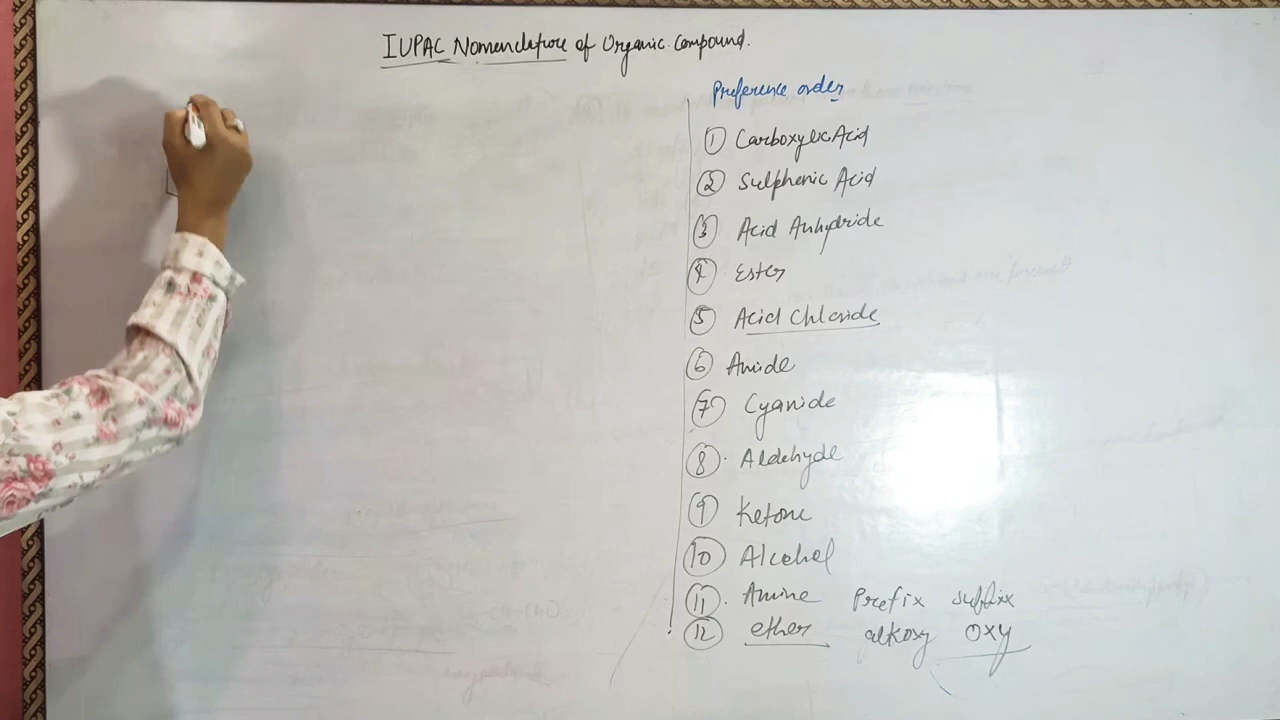 IUPAC Nomenclature of Organic Compound.
Preference order
① Carboxylic Acid
② Sulphonic Acid
③ Acid Anhydride
④ Ester
⑤ Acid Chloride
⑥ Amide
⑦ Cyanide
⑧ Aldehyde
⑨ Ketone
⑩ Alcohol
⑪ Amine Prefix suffix
⑫ ether alkoxy oxy